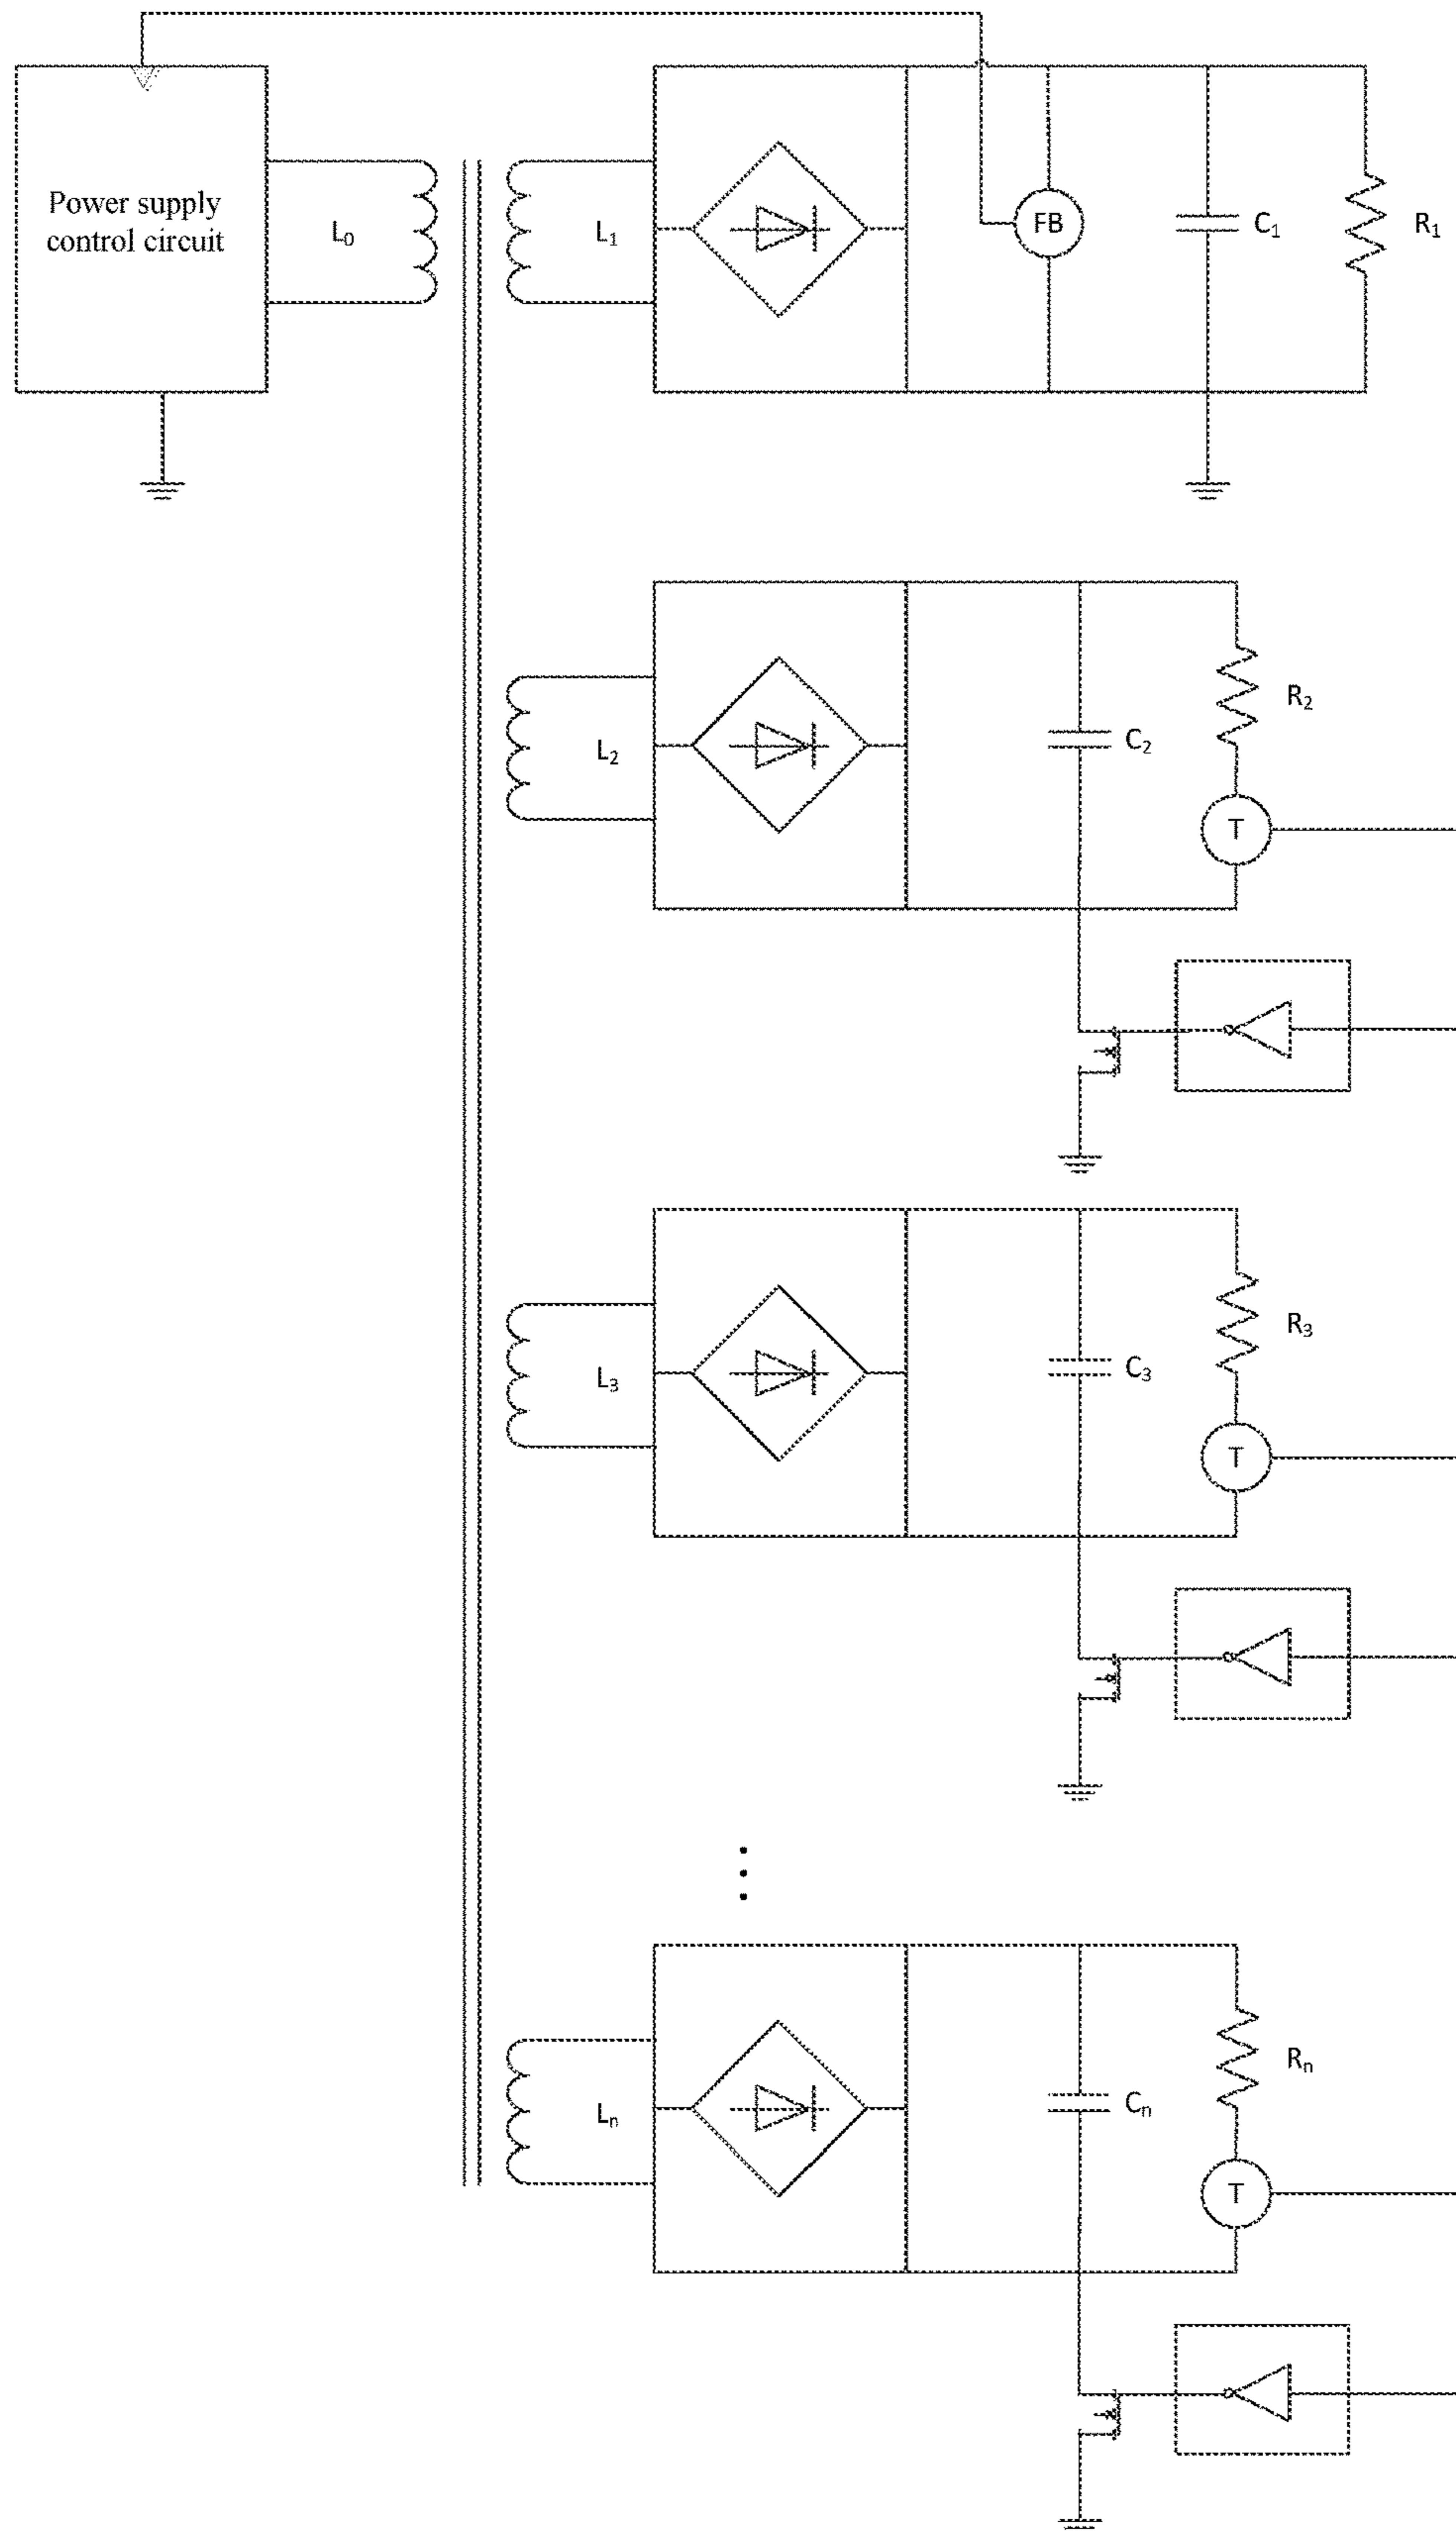 Power supply
control circuit
L₀
L₁
FB
C₁
R₁
L₂
C₂
R₂
T
L₃
C₃
R₃
T
Lₙ
Cₙ
Rₙ
T